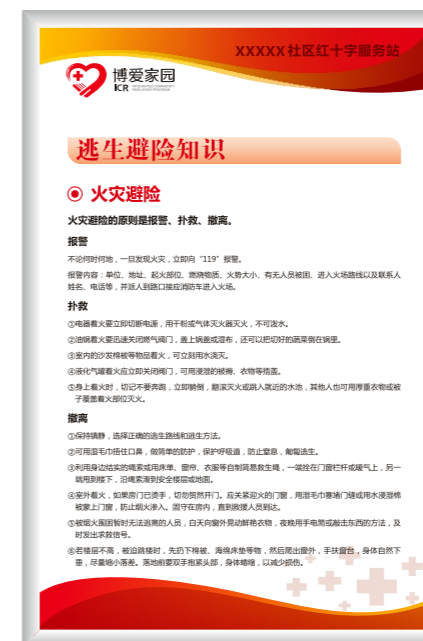 XXXXX社区红十字服务站
博爱家园
ICR INTEGRATED COMMUNITY
RESILIENCE PROGRAM
逃生避险知识
火灾避险
火灾避险的原则是报警、扑救、撤离。
报警
不论何时何地，一旦发现火灾，立即向“119”报警。
报警内容：单位、地址、起火部位、燃烧物质、火势大小、有无人员被困、进入火场路线以及联系人
姓名、电话等，并派人到路口接应消防车进入火场。
扑救
①电器着火要立即切断电源，用干粉或气体灭火器灭火，不可泼水。
②油锅着火要迅速关闭燃气阀门，盖上锅盖或湿布，还可以把切好的蔬菜倒在锅里。
③室内的沙发棉被等物品着火，可立刻用水浇灭。
④液化气罐着火应立即关闭阀门，可用浸湿的被褥、衣物等捂盖。
⑤身上着火时，切记不要奔跑，立即躺倒，翻滚灭火或跳入就近的水池，其他人也可用厚重衣物或被
子覆盖着火部位灭火。
撤离
①保持镇静，选择正确的逃生路线和逃生方法。
②可用湿毛巾捂住口鼻，做简单的防护，保护呼吸道，防止窒息，匍匐逃生。
③利用身边结实的绳索或用床单、窗帘、衣服等自制简易救生绳，一端拴在门窗栏杆或暖气上，另一
端甩到楼下，沿绳索滑到安全楼层或地面。
④室外着火，如果房门已烫手，切勿贸然开门。应关紧迎火的门窗，用湿毛巾塞堵门缝或用水浸湿棉
被蒙上门窗，防止烟火渗入。固守在房内，直到救援人员到达。
⑤被烟火围困暂时无法逃离的人员，白天向窗外晃动鲜艳衣物，夜晚用手电筒或敲击东西的方法，及
时发出求救信号。
⑥若楼层不高，被迫跳楼时，先扔下棉被、海绵床垫等物，然后爬出窗外，手扶窗台，身体自然下
垂，尽量缩小落差。落地前要双手抱紧头部，身体蜷缩，以减少损伤。